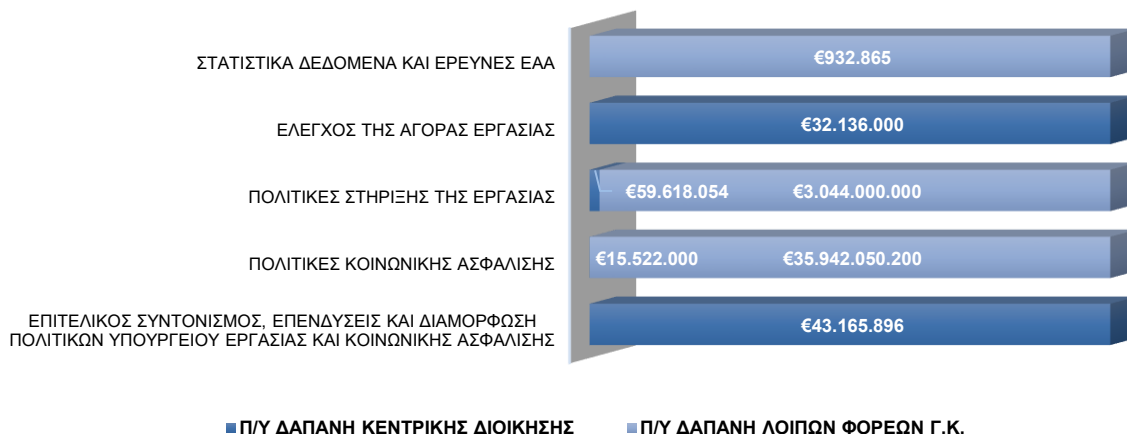 ΣΤΑΤΙΣΤΙΚΑ ΔΕΔΟΜΕΝΑ ΚΑΙ ΕΡΕΥΝΕΣ ΕΑΑ
€932.865
ΕΛΕΓΧΟΣ ΤΗΣ ΑΓΟΡΑΣ ΕΡΓΑΣΙΑΣ
€32.136.000
ΠΟΛΙΤΙΚΕΣ ΣΤΗΡΙΞΗΣ ΤΗΣ ΕΡΓΑΣΙΑΣ
€59.618.054 €3.044.000.000
ΠΟΛΙΤΙΚΕΣ ΚΟΙΝΩΝΙΚΗΣ ΑΣΦΑΛΙΣΗΣ
€15.522.000 €35.942.050.200
ΕΠΙΤΕΛΙΚΟΣ ΣΥΝΤΟΝΙΣΜΟΣ, ΕΠΕΝΔΥΣΕΙΣ ΚΑΙ ΔΙΑΜΟΡΦΩΣΗ
ΠΟΛΙΤΙΚΩΝ ΥΠΟΥΡΓΕΙΟΥ ΕΡΓΑΣΙΑΣ ΚΑΙ ΚΟΙΝΩΝΙΚΗΣ ΑΣΦΑΛΙΣΗΣ
€43.165.896
Π/Υ ΔΑΠΑΝΗ ΚΕΝΤΡΙΚΗΣ ΔΙΟΙΚΗΣΗΣ Π/Υ ΔΑΠΑΝΗ ΛΟΙΠΩΝ ΦΟΡΕΩΝ Γ.Κ.